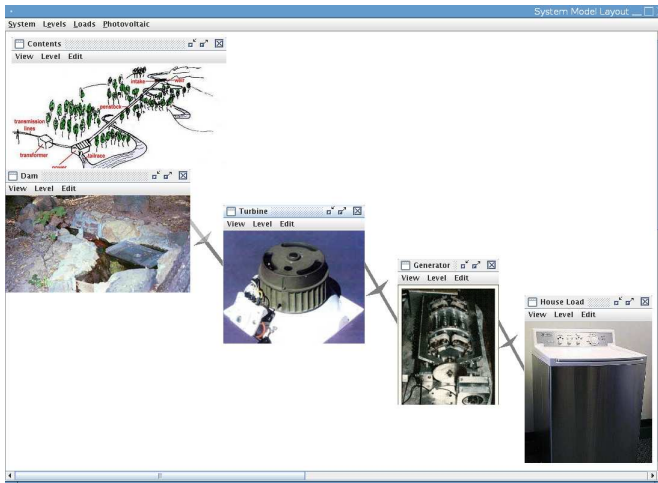 System Model Layout
System Levels Loads Photovoltaic
Contents
View Level Edit
intake weir
penstock
transmission
lines
transformer tailrace
Dam
View Level Edit
Turbine
View Level Edit
Generator
View Level Edit
House Load
View Level Edit